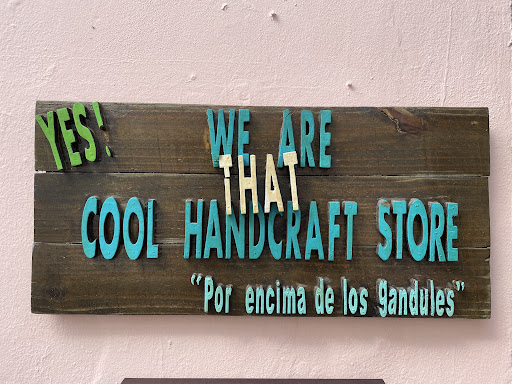 YES!
WE ARE
THAT
COOL HANDCRAFT STORE
"Por encima de los gandules"